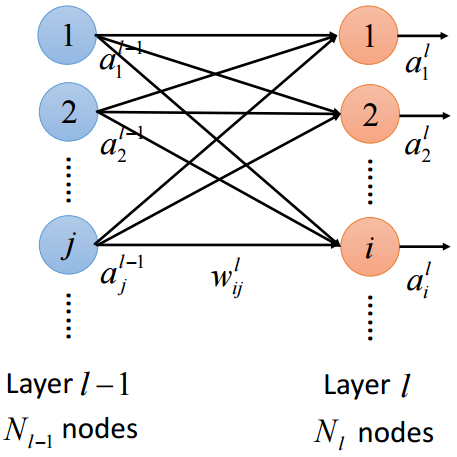 1 1
a_1^{l-1} a_1^l
2 2
a_2^{l-1} a_2^l
j i
a_j^{l-1} w_{ij}^l a_i^l
Layer l-1 Layer l
N_{l-1} nodes N_l nodes